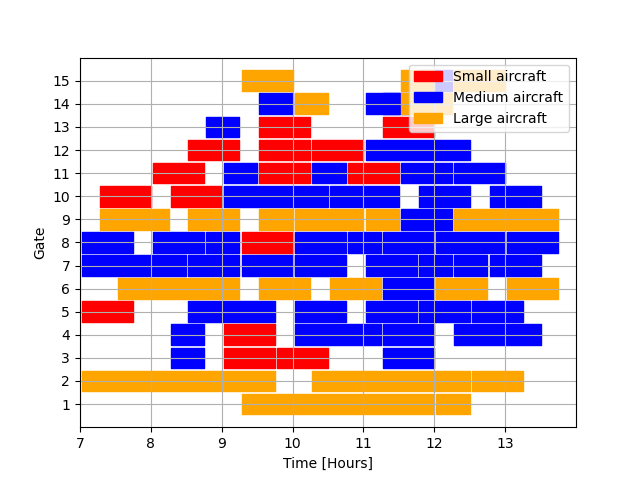 Small aircraft
Medium aircraft
Large aircraft
Gate
15
14
13
12
11
10
9
8
7
6
5
4
3
2
1
7 8 9 10 11 12 13
Time [Hours]